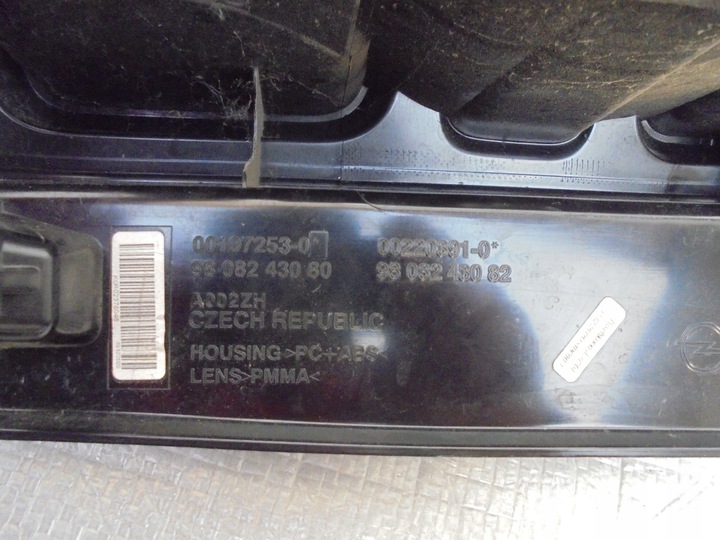 00197253-0 00220391-0*
98 082 430 80 98 082 430 82
A002ZH
CZECH REPUBLIC
HOUSING >PC+ABS<
LENS>PMMA<